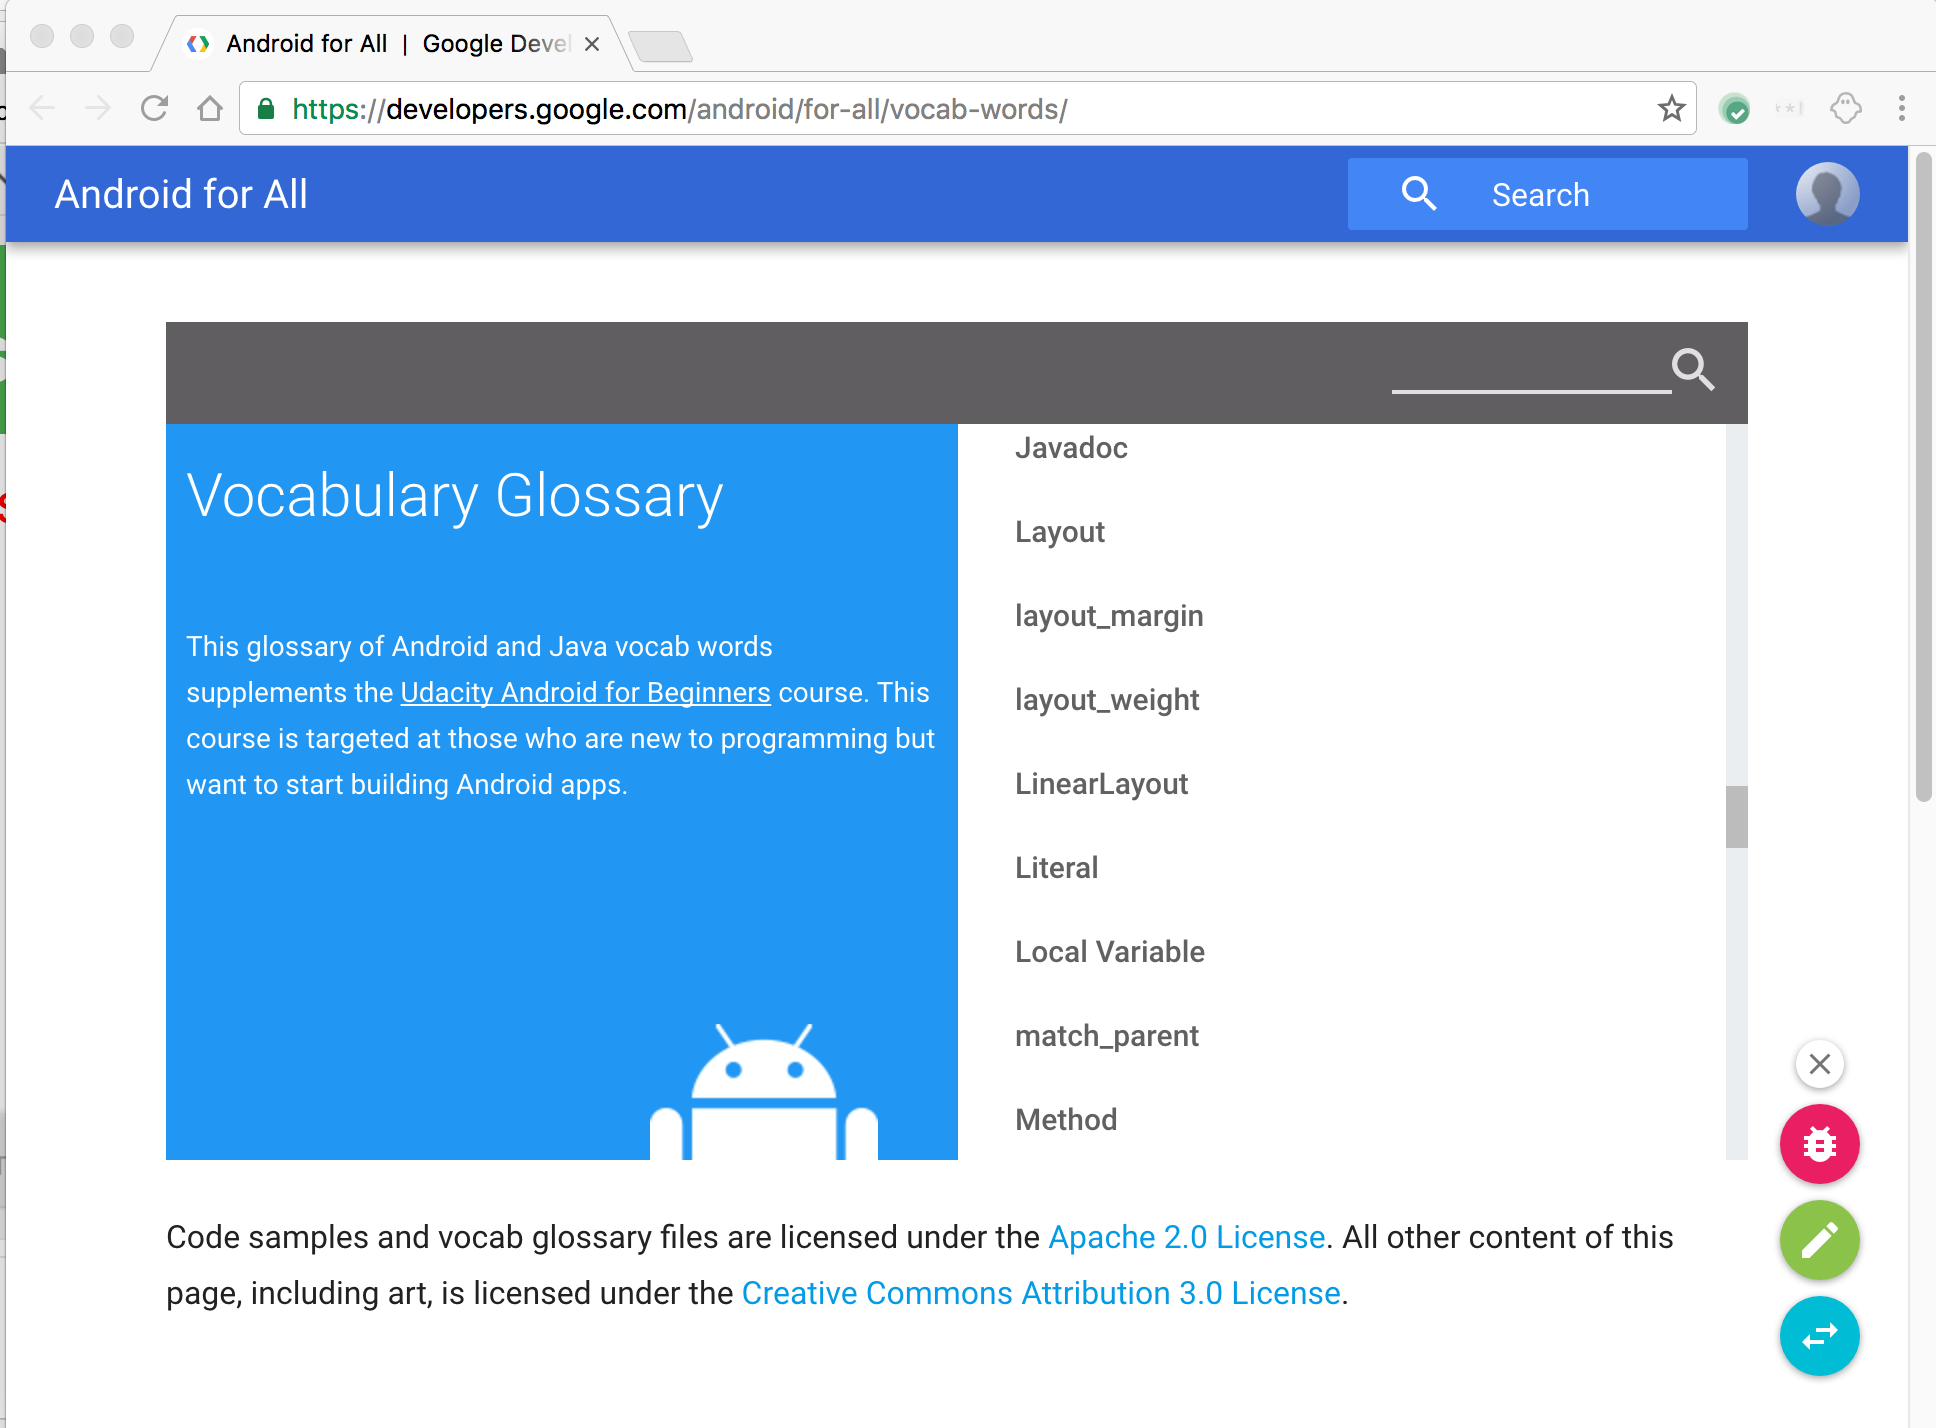 Android for All | Google Devel
https://developers.google.com/android/for-all/vocab-words/
Android for All
Search
Vocabulary Glossary
This glossary of Android and Java vocab words
supplements the Udacity Android for Beginners course. This
course is targeted at those who are new to programming but
want to start building Android apps.
Javadoc
Layout
layout_margin
layout_weight
LinearLayout
Literal
Local Variable
match_parent
Method
Code samples and vocab glossary files are licensed under the Apache 2.0 License. All other content of this
page, including art, is licensed under the Creative Commons Attribution 3.0 License.